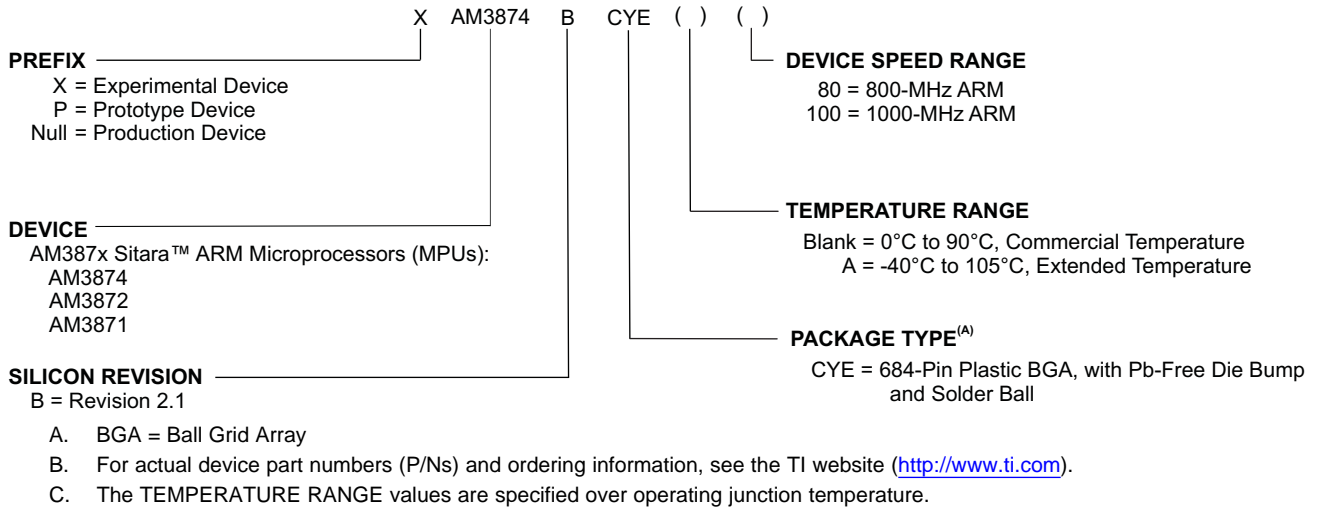 X AM3874 B CYE ( ) ( )
PREFIX
X = Experimental Device
P = Prototype Device
Null = Production Device
DEVICE
AM387x Sitara™ ARM Microprocessors (MPUs):
AM3874
AM3872
AM3871
SILICON REVISION
B = Revision 2.1
DEVICE SPEED RANGE
80 = 800-MHz ARM
100 = 1000-MHz ARM
TEMPERATURE RANGE
Blank = 0°C to 90°C, Commercial Temperature
A = -40°C to 105°C, Extended Temperature
PACKAGE TYPE(A)
CYE = 684-Pin Plastic BGA, with Pb-Free Die Bump
and Solder Ball
A. BGA = Ball Grid Array
B. For actual device part numbers (P/Ns) and ordering information, see the TI website (http://www.ti.com).
C. The TEMPERATURE RANGE values are specified over operating junction temperature.